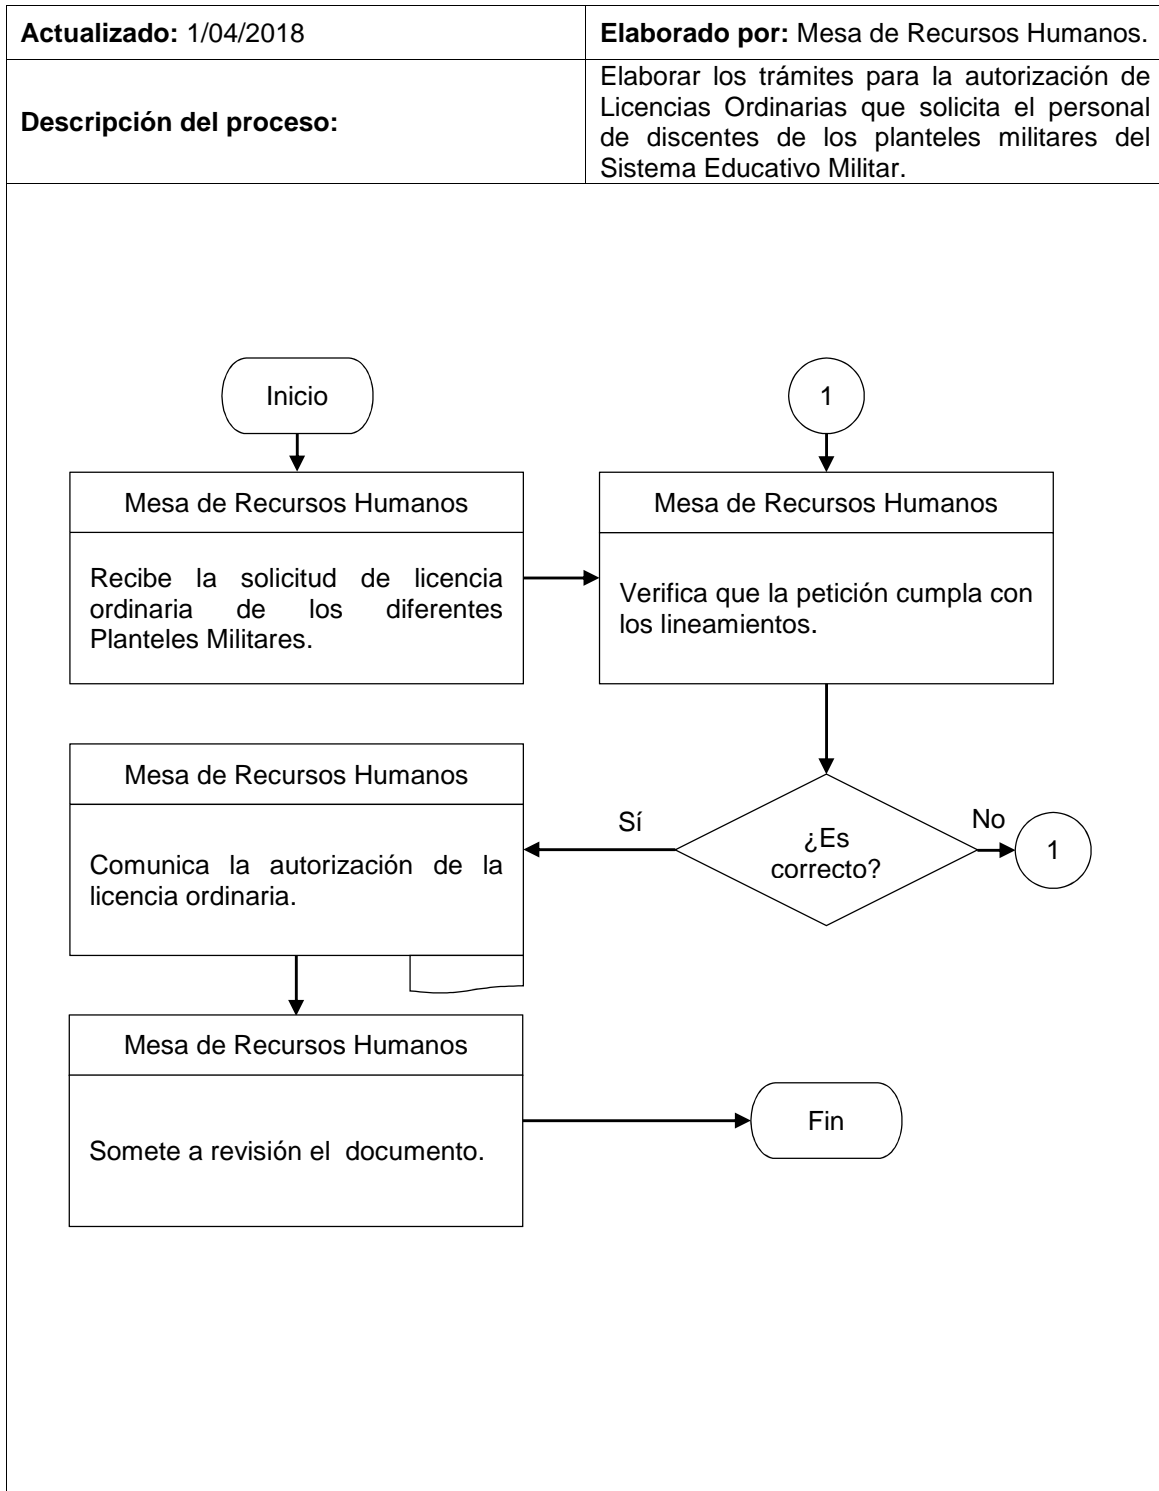 Actualizado: 1/04/2018
Elaborado por: Mesa de Recursos Humanos.
Descripción del proceso:
Elaborar los trámites para la autorización de
Licencias Ordinarias que solicita el personal
de discentes de los planteles militares del
Sistema Educativo Militar.
Inicio
1
Mesa de Recursos Humanos
Recibe la solicitud de licencia
ordinaria de los diferentes
Planteles Militares.
Mesa de Recursos Humanos
Verifica que la petición cumpla con
los lineamientos.
¿Es
correcto?
No
1
Sí
Mesa de Recursos Humanos
Comunica la autorización de la
licencia ordinaria.
Mesa de Recursos Humanos
Somete a revisión el documento.
Fin